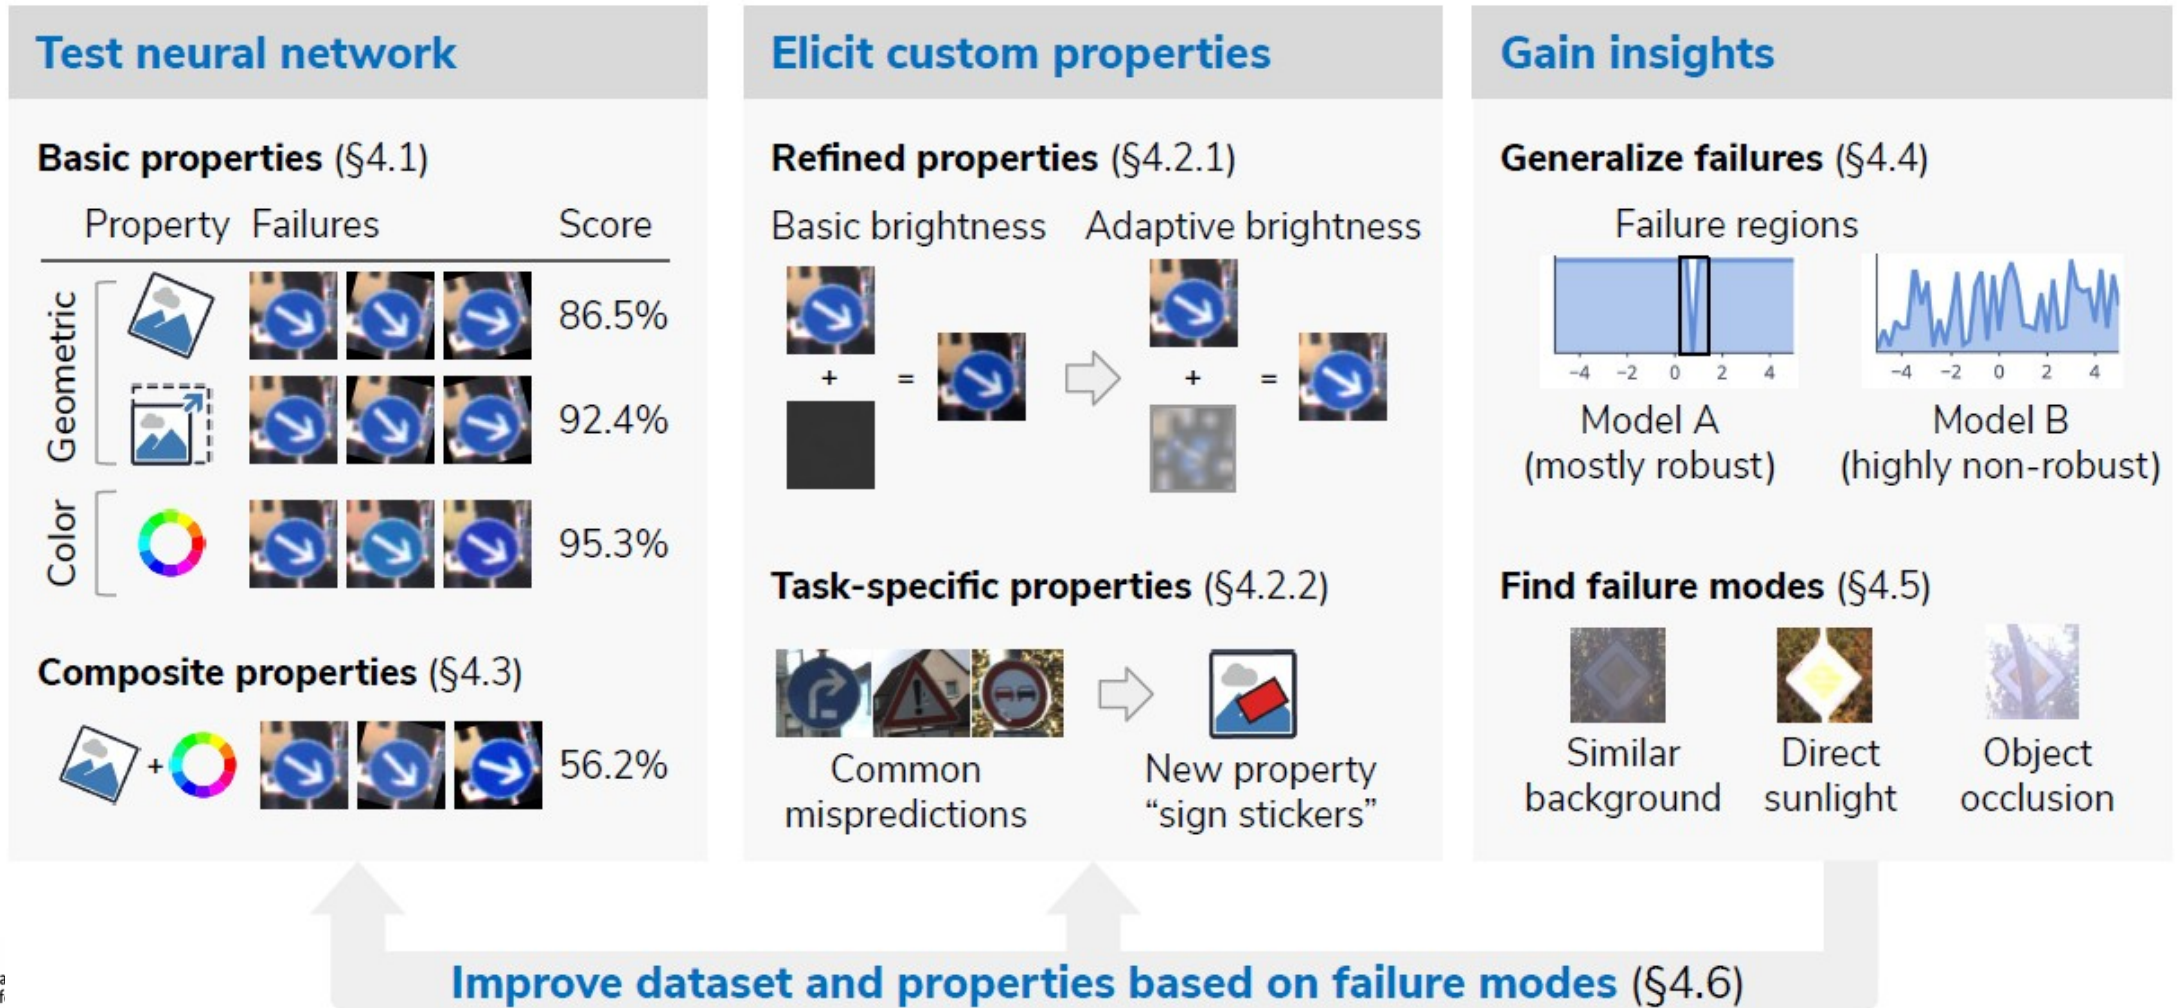 Test neural network
Basic properties (§4.1)
Property Failures Score
Geometric
86.5%
92.4%
Color
95.3%
Composite properties (§4.3)
+
56.2%
Elicit custom properties
Refined properties (§4.2.1)
Basic brightness Adaptive brightness
+ = + =
Task-specific properties (§4.2.2)
Common
mispredictions
New property
“sign stickers”
Gain insights
Generalize failures (§4.4)
Failure regions
−4 −2 0 2 4
−4 −2 0 2 4
Model A
(mostly robust)
Model B
(highly non-robust)
Find failure modes (§4.5)
Similar
background
Direct
sunlight
Object
occlusion
Improve dataset and properties based on failure modes (§4.6)